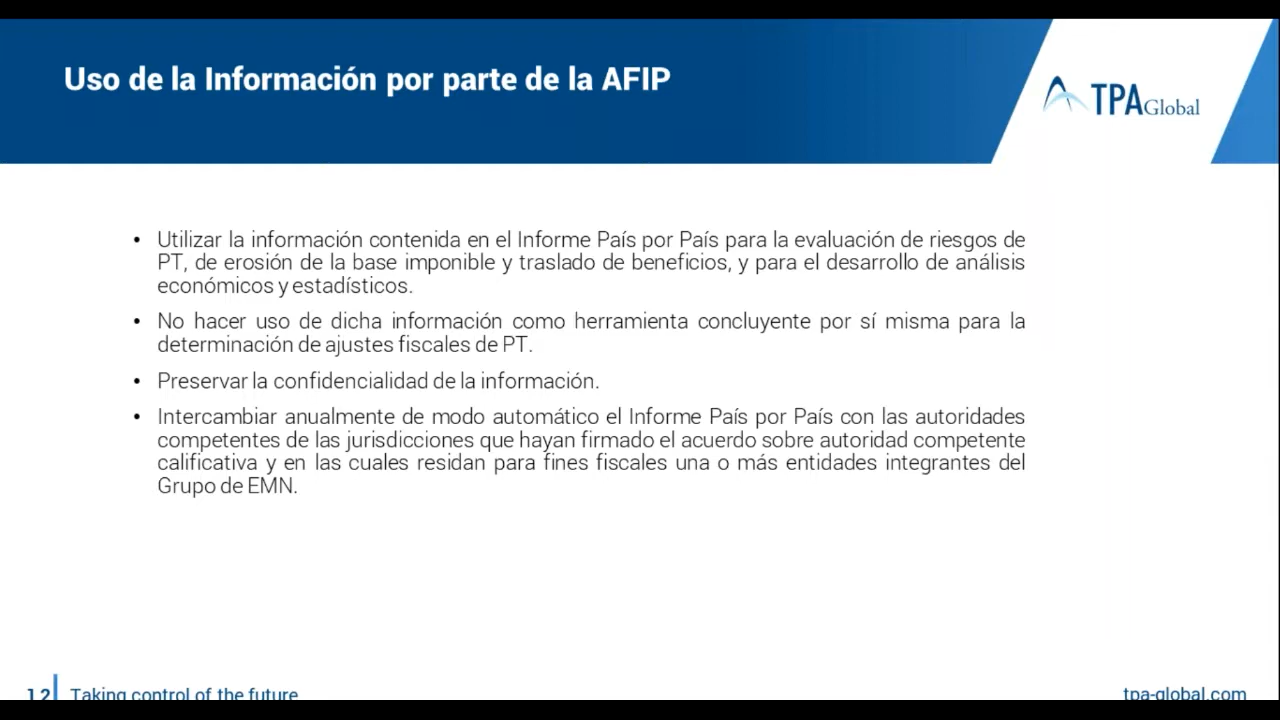 Uso de la Información por parte de la AFIP
TPA Global
• Utilizar la información contenida en el Informe País por País para la evaluación de riesgos de
PT, de erosión de la base imponible y traslado de beneficios, y para el desarrollo de análisis
económicos y estadísticos.
• No hacer uso de dicha información como herramienta concluyente por sí misma para la
determinación de ajustes fiscales de PT.
• Preservar la confidencialidad de la información.
• Intercambiar anualmente de modo automático el Informe País por País con las autoridades
competentes de las jurisdicciones que hayan firmado el acuerdo sobre autoridad competente
calificativa y en las cuales residan para fines fiscales una o más entidades integrantes del
Grupo de EMN.
12 Taking control of the future
tpa-global.com